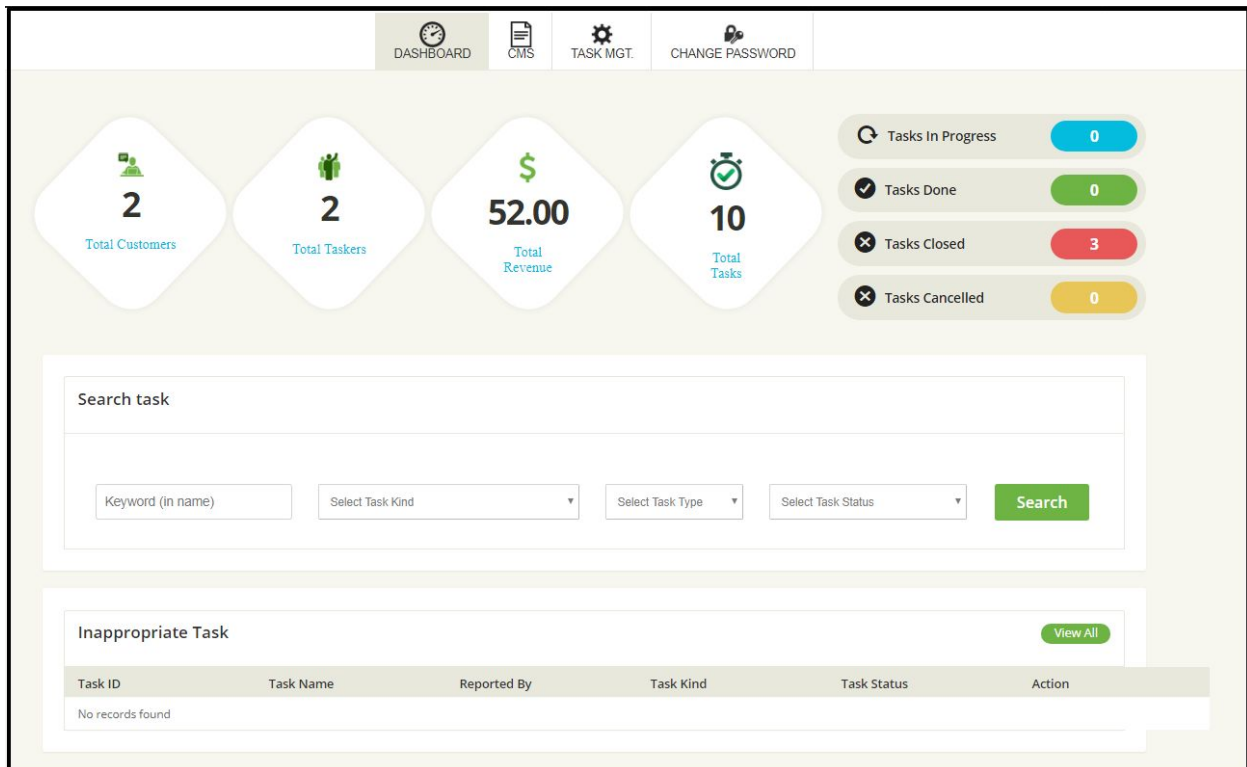 DASHBOARD
CMS
TASK MGT.
CHANGE PASSWORD
2
Total Customers
2
Total Taskers
$
52.00
Total
Revenue
10
Total
Tasks
Tasks In Progress 0
Tasks Done 0
Tasks Closed 3
Tasks Cancelled 0
Search task
Keyword (in name) Select Task Kind Select Task Type Select Task Status Search
Inappropriate Task View All
Task ID Task Name Reported By Task Kind Task Status Action
No records found